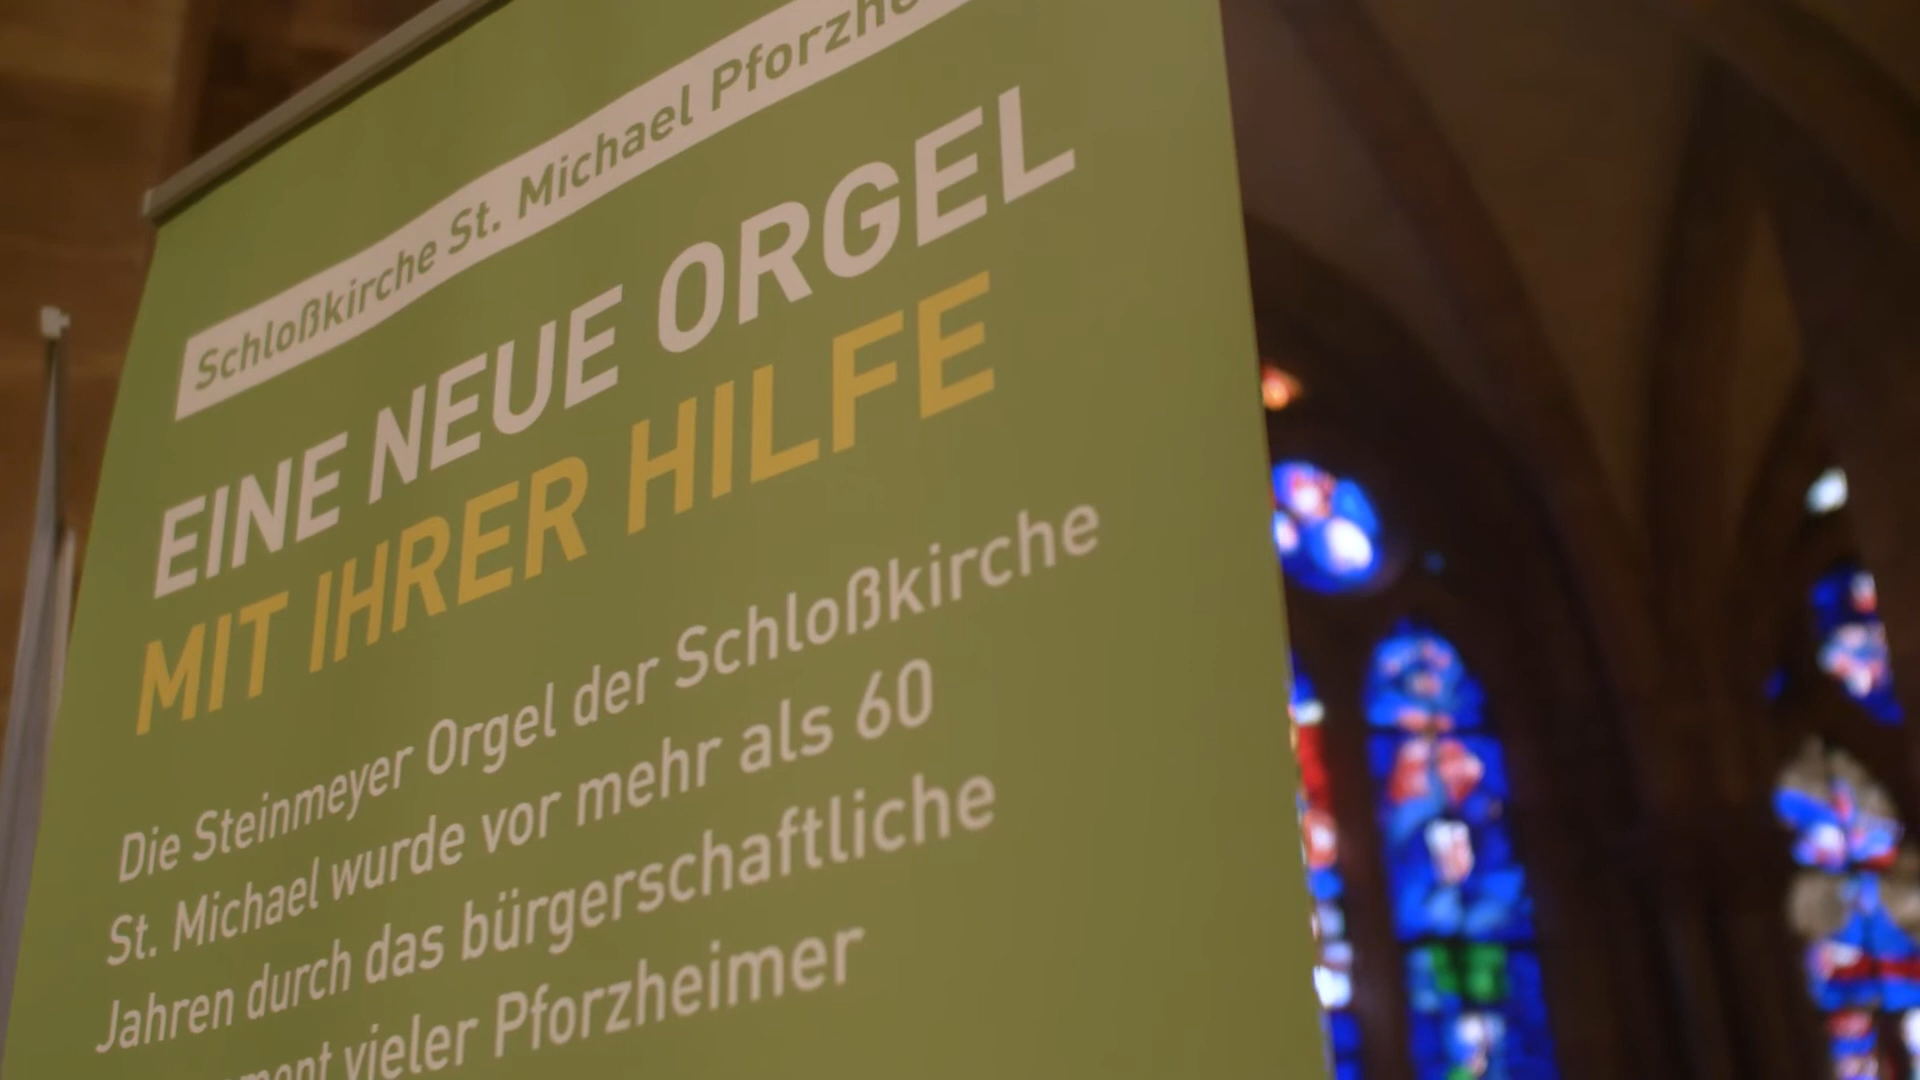 Schloßkirche St. Michael Pforzhe
EINE NEUE ORGEL
MIT IHRER HILFE
Die Steinmeyer Orgel der Schloßkirche
St. Michael wurde vor mehr als 60
Jahren durch das bürgerschaftliche
ment vieler Pforzheimer